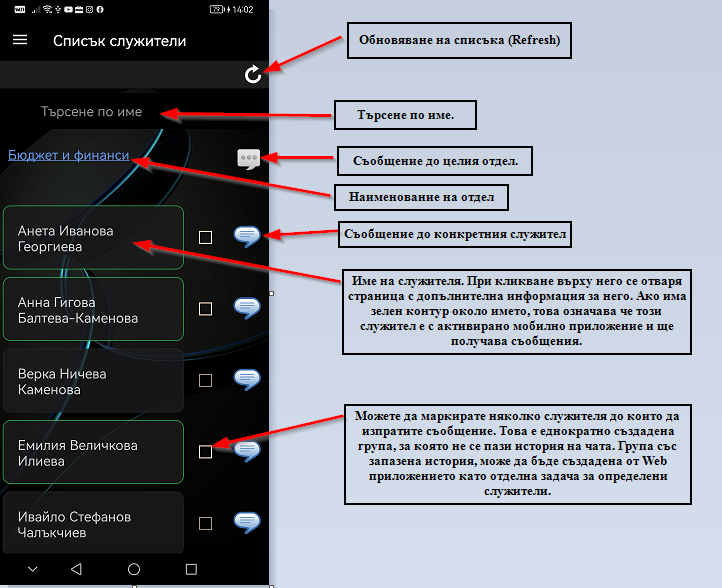 79 14:02
Списък служители
Обновяване на списъка (Refresh)
Търсене по име
Търсене по име.
Бюджет и финанси
Съобщение до целия отдел.
Наименование на отдел
Анета Иванова
Георгиева
Съобщение до конкретния служител
Анна Гигова
Балтева-Каменова
Име на служителя. При кликване върху него се отваря
страница с допълнителна информация за него. Ако има
зелен контур около името, това означава че този
служител е с активирано мобилно приложение и ще
получава съобщения.
Верка Ничева
Каменова
Емилия Величкова
Илиева
Можете да маркирате няколко служителя до които да
изпратите съобщение. Това е еднократно създадена
група, за която не се пази история на чата. Група със
запазена история, може да бъде създадена от Web
приложението като отделна задача за определени
служители.
Ивайло Стефанов
Чалъкчиев